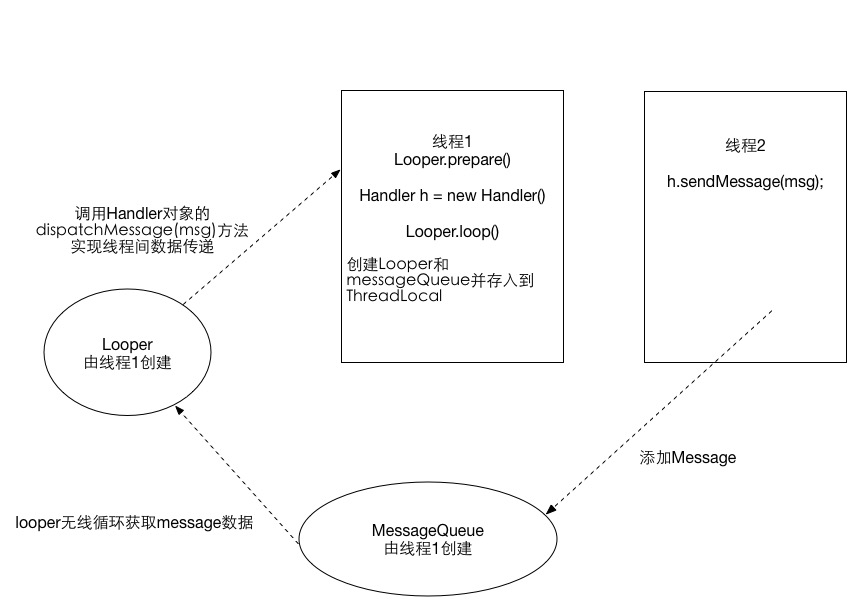 线程1
Looper.prepare()
Handler h = new Handler()
Looper.loop()
创建Looper和
messageQueue并存入到
ThreadLocal
线程2
h.sendMessage(msg);
调用Handler对象的
dispatchMessage(msg)方法
实现线程间数据传递
Looper
由线程1创建
添加Message
looper无线循环获取message数据
MessageQueue
由线程1创建